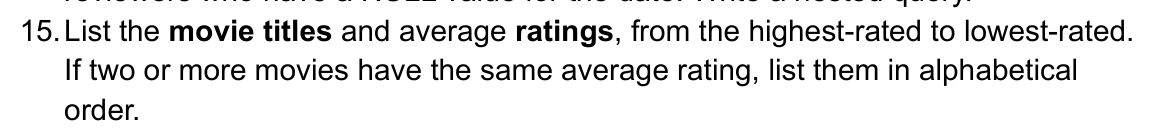 15. List the movie titles and average ratings, from the highest-rated to lowest-rated.
If two or more movies have the same average rating, list them in alphabetical
order.